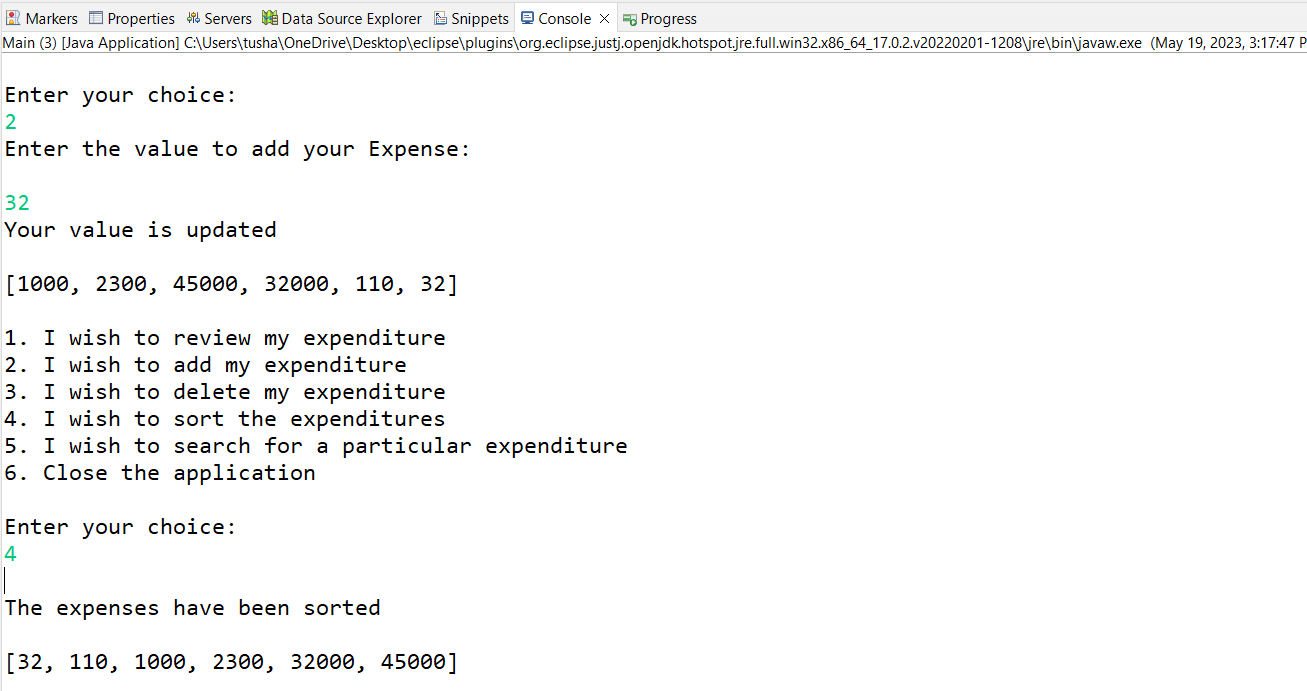 Markers Properties Servers Data Source Explorer Snippets Console Progress
Main (3) [Java Application] C:\Users\tusha\OneDrive\Desktop\eclipse\plugins\org.eclipse.justj.openjdk.hotspot.jre.full.win32.x86_64_17.0.2.v20220201-1208\jre\bin\javaw.exe (May 19, 2023, 3:17:47 P
Enter your choice:
2
Enter the value to add your Expense:
32
Your value is updated
[1000, 2300, 45000, 32000, 110, 32]
1. I wish to review my expenditure
2. I wish to add my expenditure
3. I wish to delete my expenditure
4. I wish to sort the expenditures
5. I wish to search for a particular expenditure
6. Close the application
Enter your choice:
4
The expenses have been sorted
[32, 110, 1000, 2300, 32000, 45000]